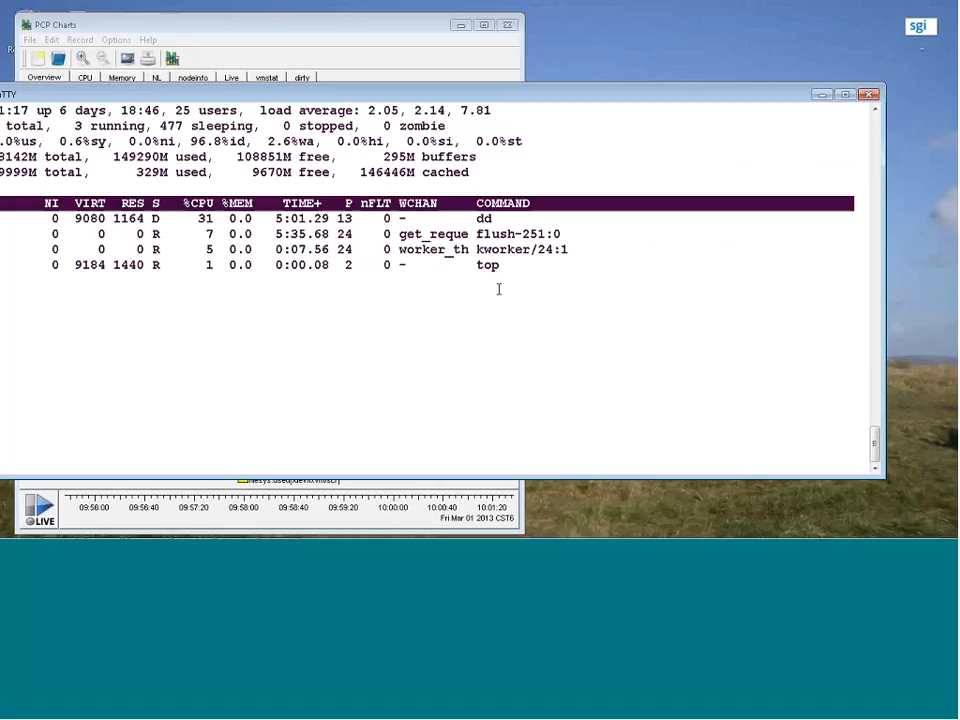 PCP Charts
File Edit Record Options Help
Overview CPU Memory NL nodeinfo Live vmstat dirty
sgi
TTY
1:17 up 6 days, 18:46, 25 users, load average: 2.05, 2.14, 7.81
total, 3 running, 477 sleeping, 0 stopped, 0 zombie
.0%us, 0.6%sy, 0.0%ni, 96.8%id, 2.6%wa, 0.0%hi, 0.0%si, 0.0%st
8142M total, 149290M used, 108851M free, 295M buffers
9999M total, 329M used, 9670M free, 146446M cached
NI VIRT RES S %CPU %MEM TIME+ P nFLT WCHAN COMMAND
0 9080 1164 D 31 0.0 5:01.29 13 0 - dd
0 0 0 R 7 0.0 5:35.68 24 0 get_reque flush-251:0
0 0 0 R 5 0.0 0:07.56 24 0 worker_th kworker/24:1
0 9184 1440 R 1 0.0 0:00.08 2 0 - top
LIVE
09:56:00 09:56:40 09:57:20 09:58:00 09:58:40 09:59:20 10:00:00 10:00:40 10:01:20
Fri Mar 01 2013 CST6